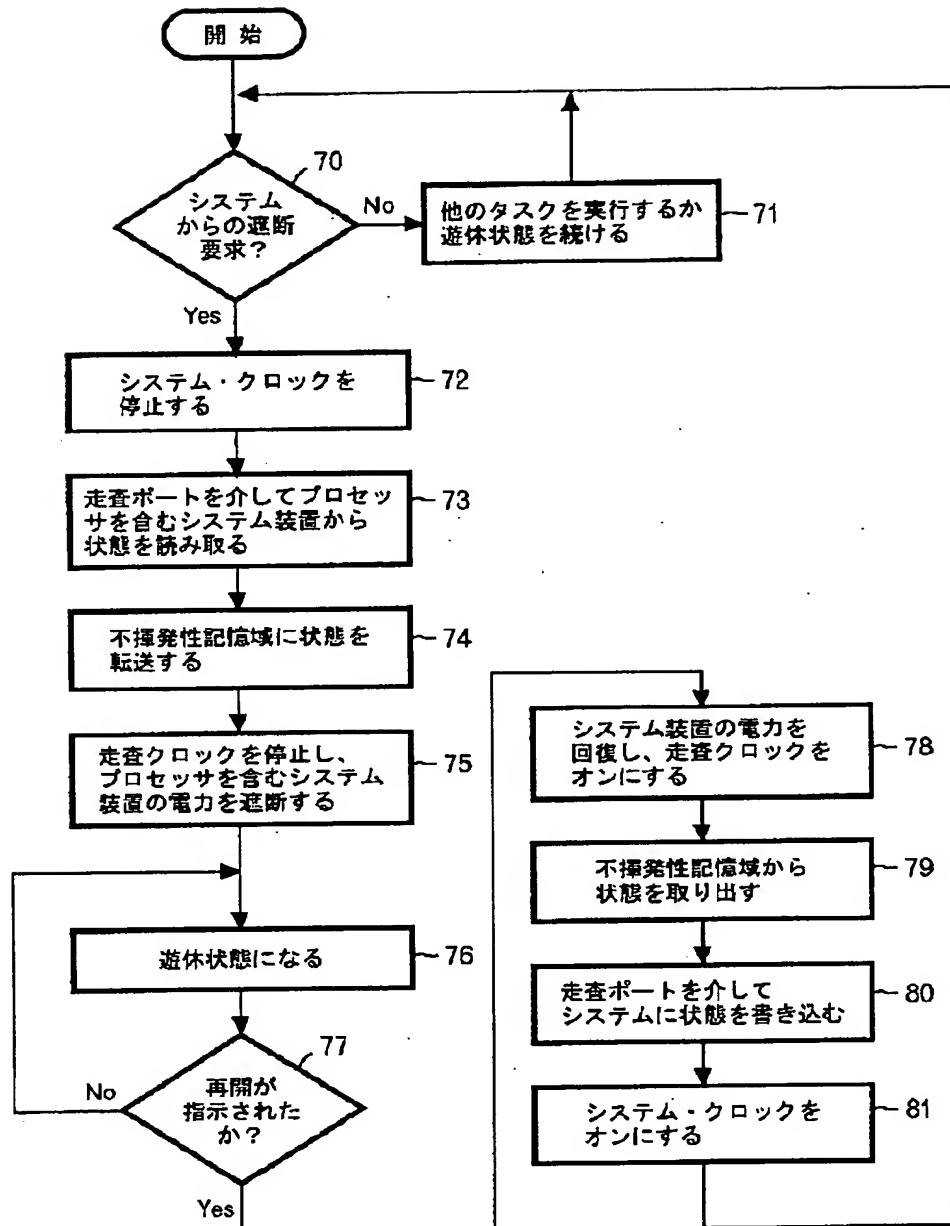 開始
70
システム
からの遮断
要求？
No
他のタスクを実行するか
遊休状態を続ける
71
Yes
システム・クロックを
停止する
72
走査ポートを介してプロセッ
サを含むシステム装置から
状態を読み取る
73
不揮発性記憶域に状態を
転送する
74
走査クロックを停止し、
プロセッサを含むシステム
装置の電力を遮断する
75
遊休状態になる
76
77
再開が
指示された
か？
No
Yes
システム装置の電力を
回復し、走査クロックを
オンにする
78
不揮発性記憶域から
状態を取り出す
79
走査ポートを介して
システムに状態を書き込む
80
システム・クロックを
オンにする
81